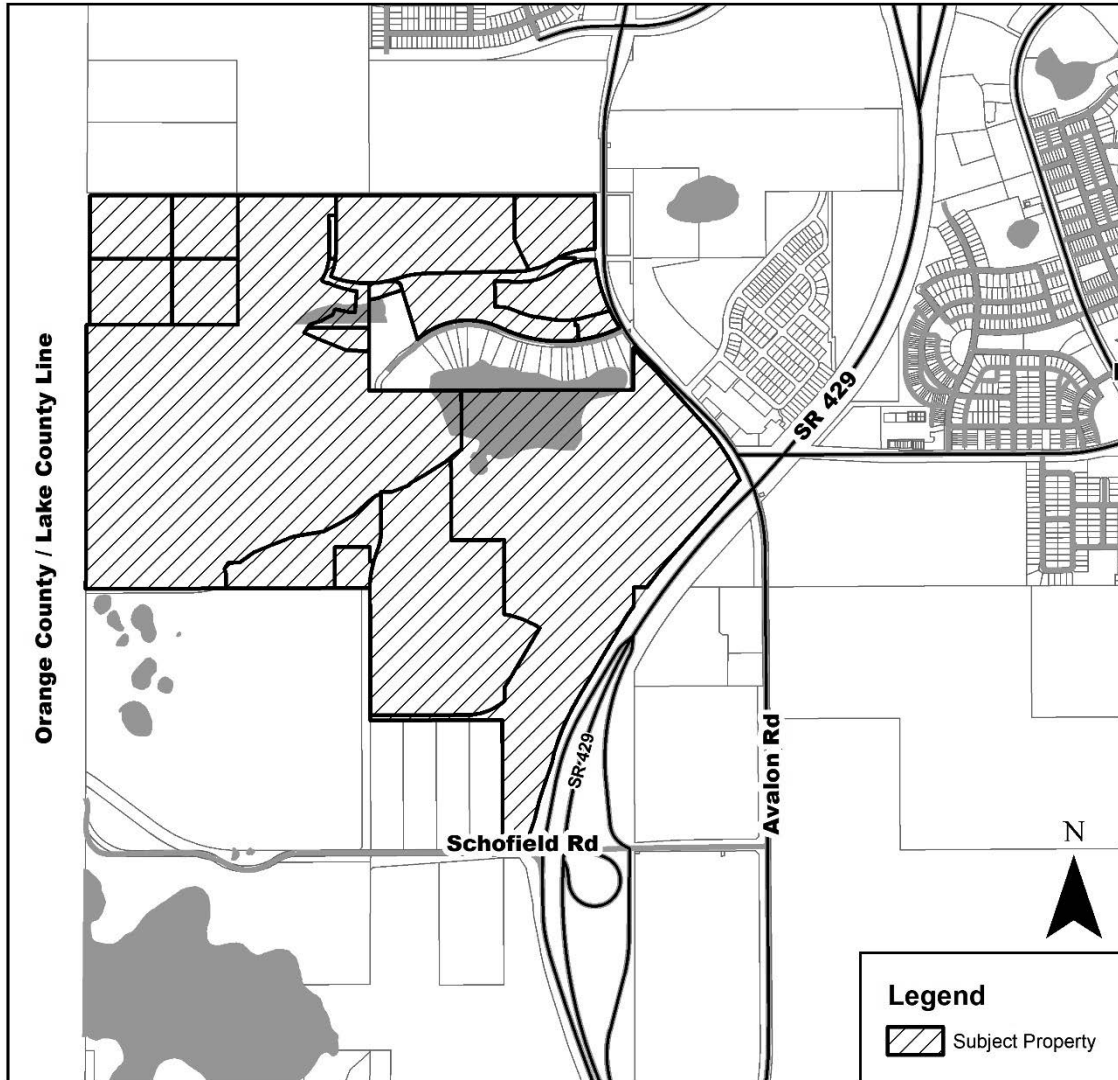 Orange County / Lake County Line
SR 429
SR 429
Avalon Rd
Schofield Rd
N
Legend
Subject Property